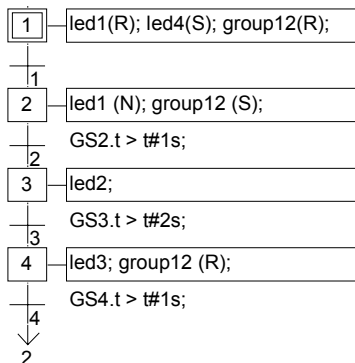 1 led1(R); led4(S); group12(R);
1
2 led1 (N); group12 (S);
GS2.t > t#1s;
2
3 led2;
GS3.t > t#2s;
3
4 led3; group12 (R);
GS4.t > t#1s;
4
2